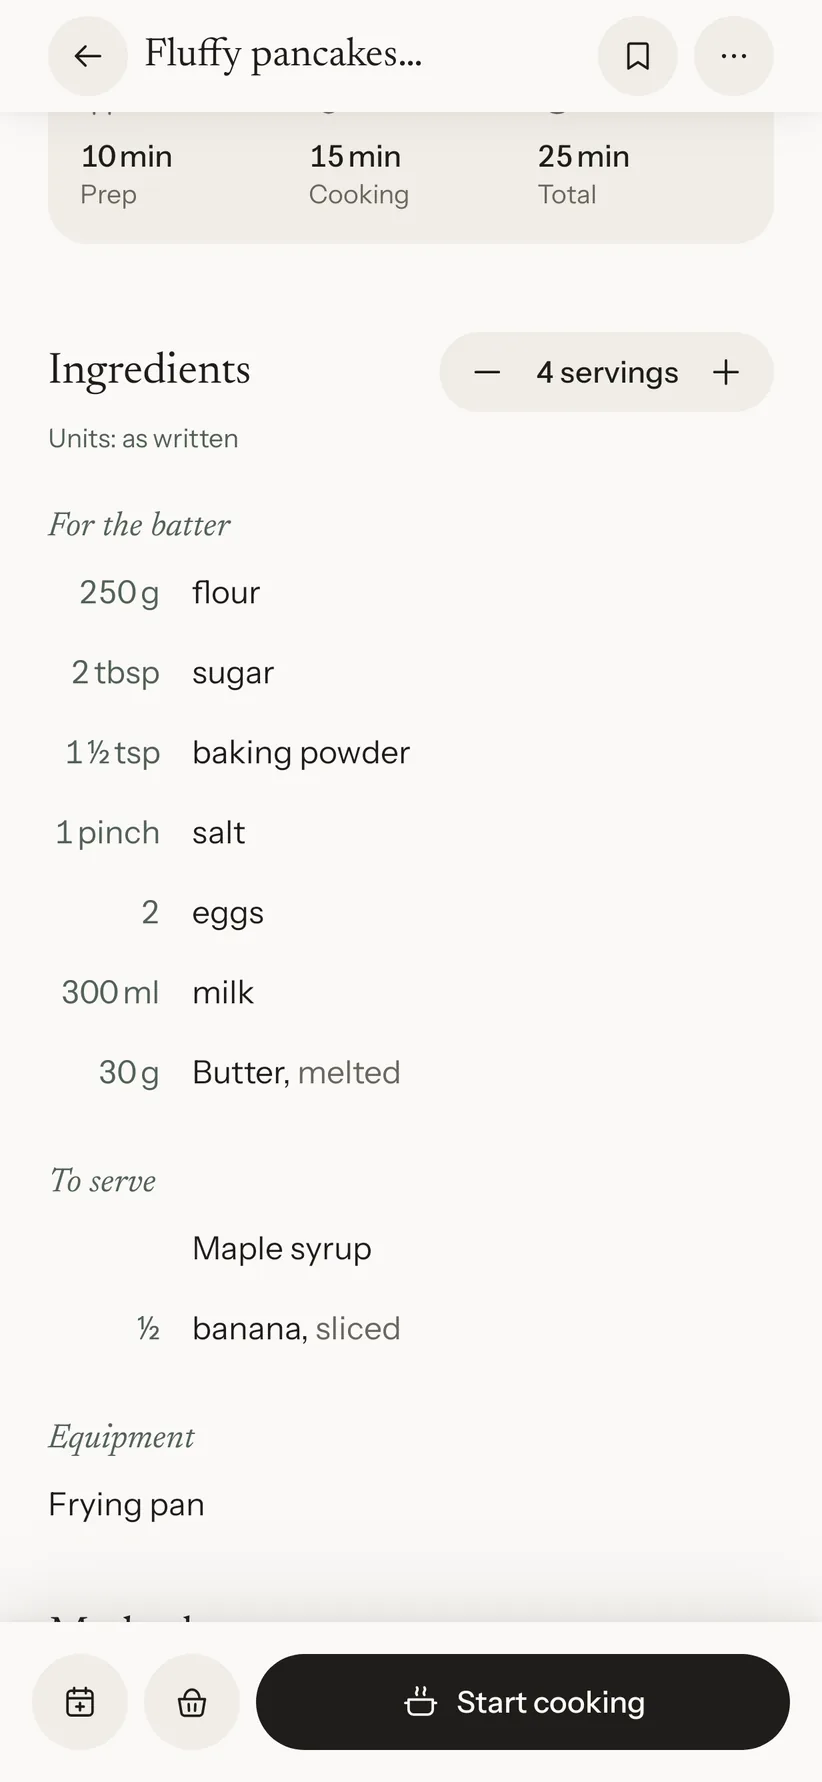 Fluffy pancakes...
10 min
15 min
25 min
Prep
Cooking
Total
Ingredients
4 servings
Units: as written
For the batter
250 g flour
2 tbsp sugar
1 ½ tsp baking powder
1 pinch salt
2 eggs
300 ml milk
30 g Butter, melted
To serve
Maple syrup
½ banana, sliced
Equipment
Frying pan
Start cooking